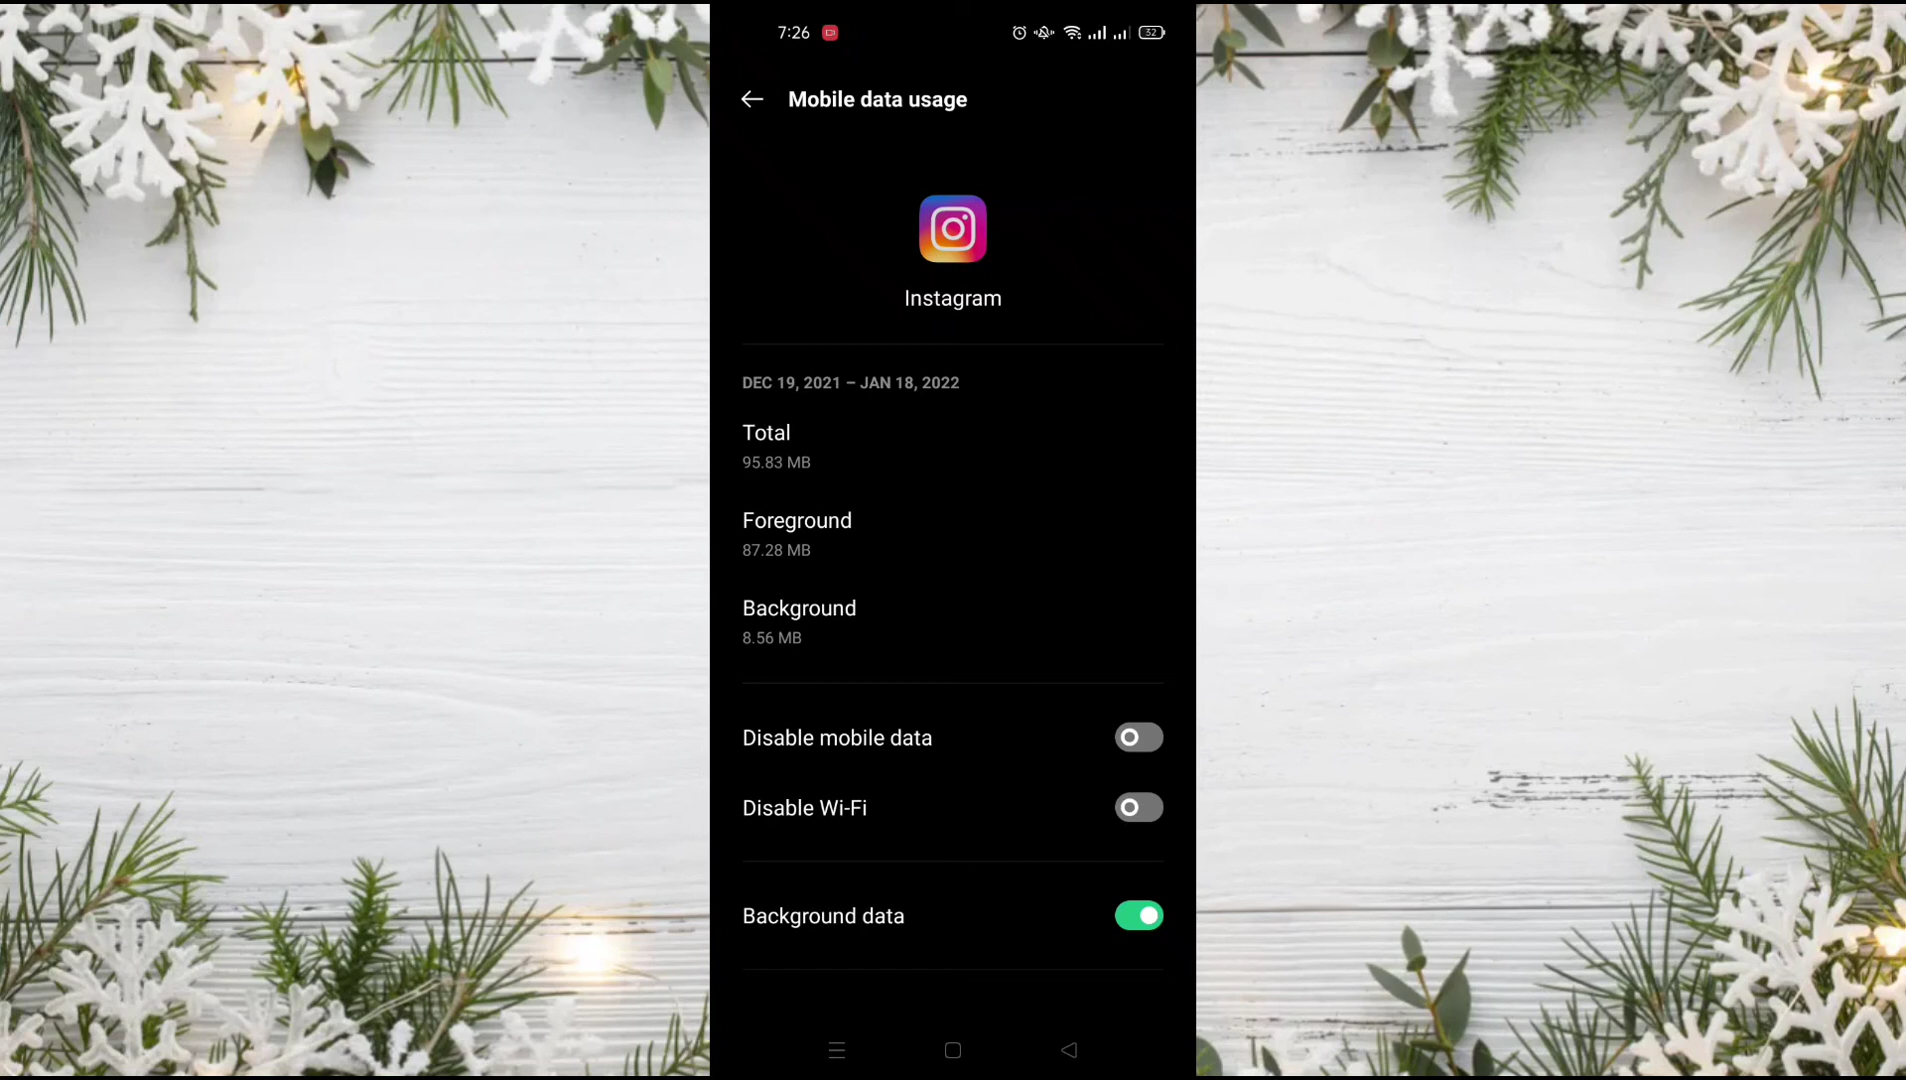 7:26
32
Mobile data usage
Instagram
DEC 19, 2021 – JAN 18, 2022
Total
95.83 MB
Foreground
87.28 MB
Background
8.56 MB
Disable mobile data
Disable Wi-Fi
Background data